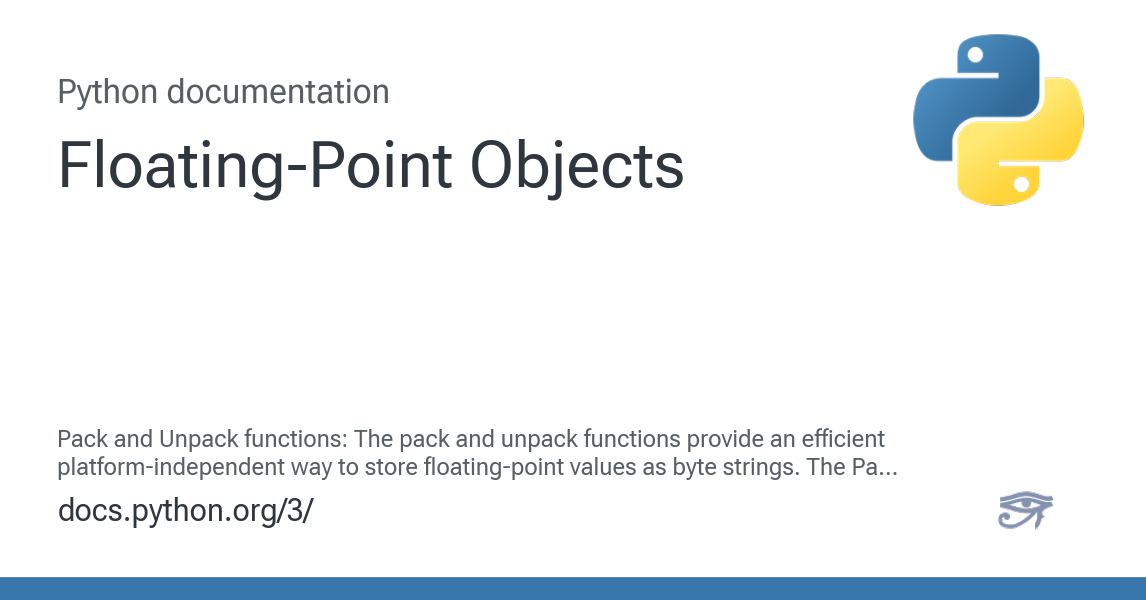 Python documentation
Floating-Point Objects
Pack and Unpack functions: The pack and unpack functions provide an efficient
platform-independent way to store floating-point values as byte strings. The Pa...
docs.python.org/3/